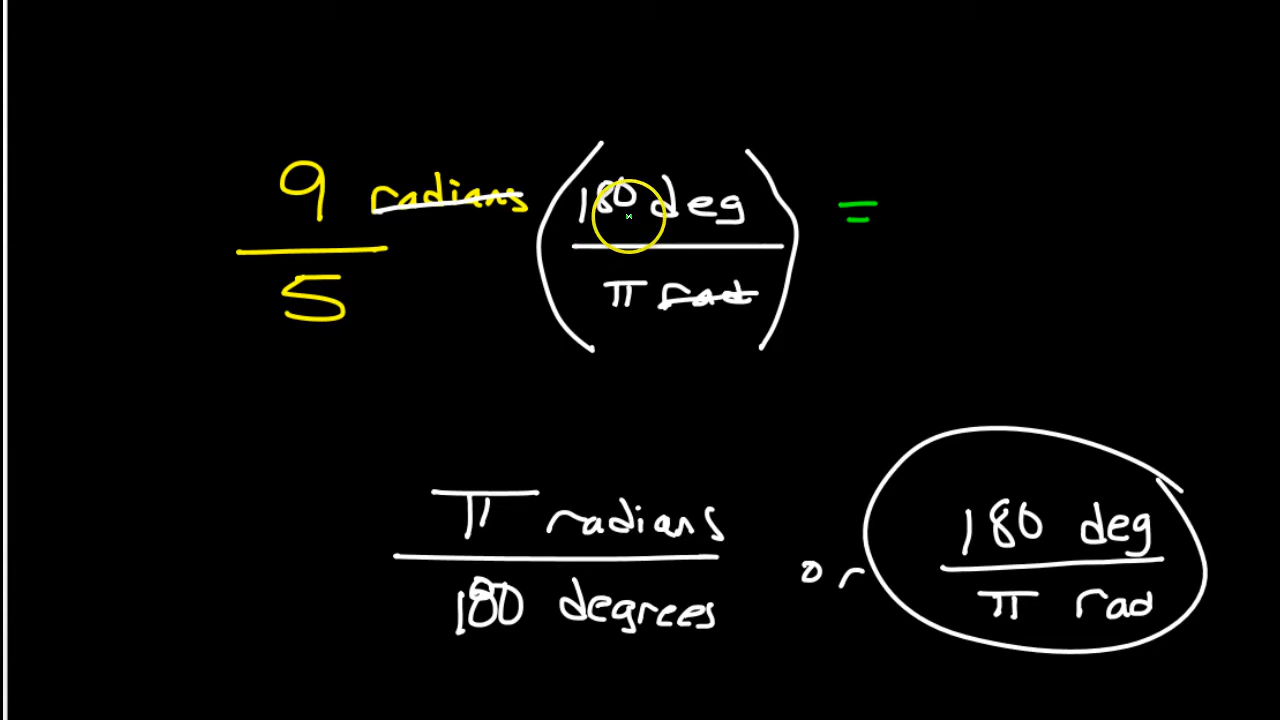 9 radians (180 deg =
5 π rad)
π radians or 180 deg
180 degrees π rad